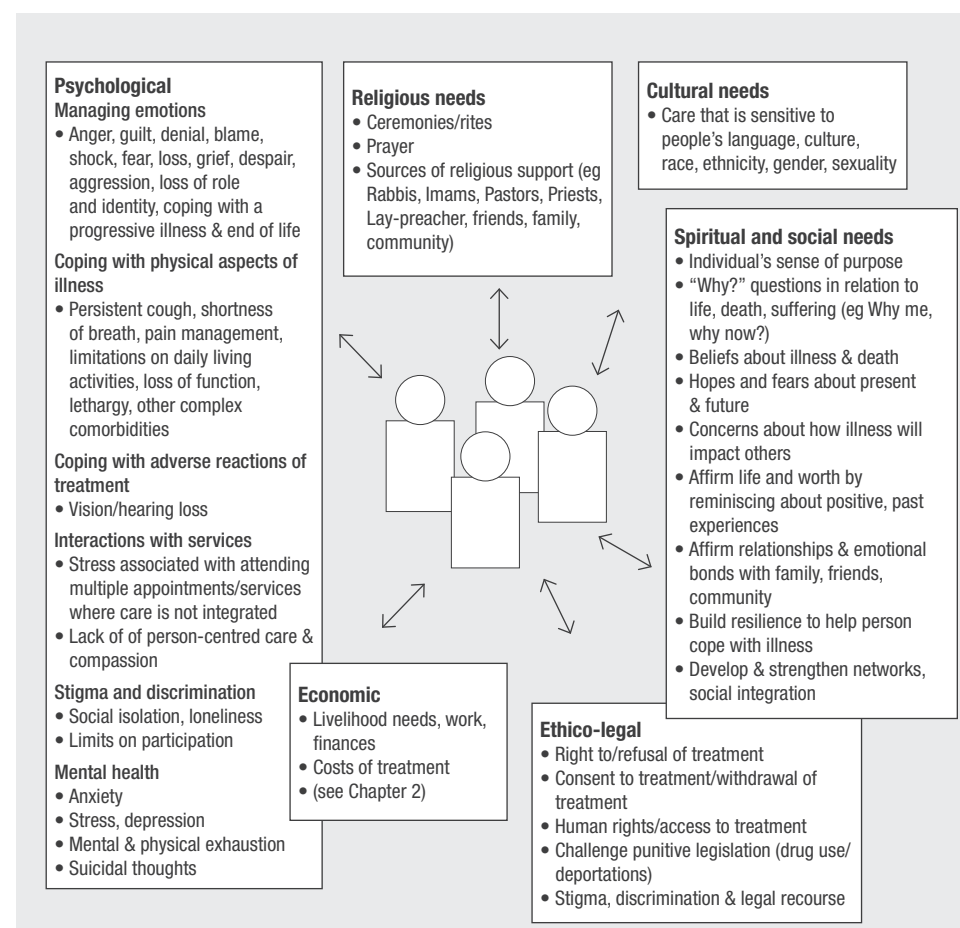 Psychological
Managing emotions
• Anger, guilt, denial, blame,
shock, fear, loss, grief, despair,
aggression, loss of role
and identity, coping with a
progressive illness & end of life
Coping with physical aspects of
illness
• Persistent cough, shortness
of breath, pain management,
limitations on daily living
activities, loss of function,
lethargy, other complex
comorbidities
Coping with adverse reactions of
treatment
• Vision/hearing loss
Interactions with services
• Stress associated with attending
multiple appointments/services
where care is not integrated
• Lack of of person-centred care &
compassion
Stigma and discrimination
• Social isolation, loneliness
• Limits on participation
Mental health
• Anxiety
• Stress, depression
• Mental & physical exhaustion
• Suicidal thoughts
Religious needs
• Ceremonies/rites
• Prayer
• Sources of religious support (eg
Rabbis, Imams, Pastors, Priests,
Lay-preacher, friends, family,
community)
Cultural needs
• Care that is sensitive to
people's language, culture,
race, ethnicity, gender, sexuality
Spiritual and social needs
• Individual's sense of purpose
• "Why?" questions in relation to
life, death, suffering (eg Why me,
why now?)
• Beliefs about illness & death
• Hopes and fears about present
& future
• Concerns about how illness will
impact others
• Affirm life and worth by
reminiscing about positive, past
experiences
• Affirm relationships & emotional
bonds with family, friends,
community
• Build resilience to help person
cope with illness
• Develop & strengthen networks,
social integration
Economic
• Livelihood needs, work,
finances
• Costs of treatment
• (see Chapter 2)
Ethico-legal
• Right to/refusal of treatment
• Consent to treatment/withdrawal of
treatment
• Human rights/access to treatment
• Challenge punitive legislation (drug use/
deportations)
• Stigma, discrimination & legal recourse